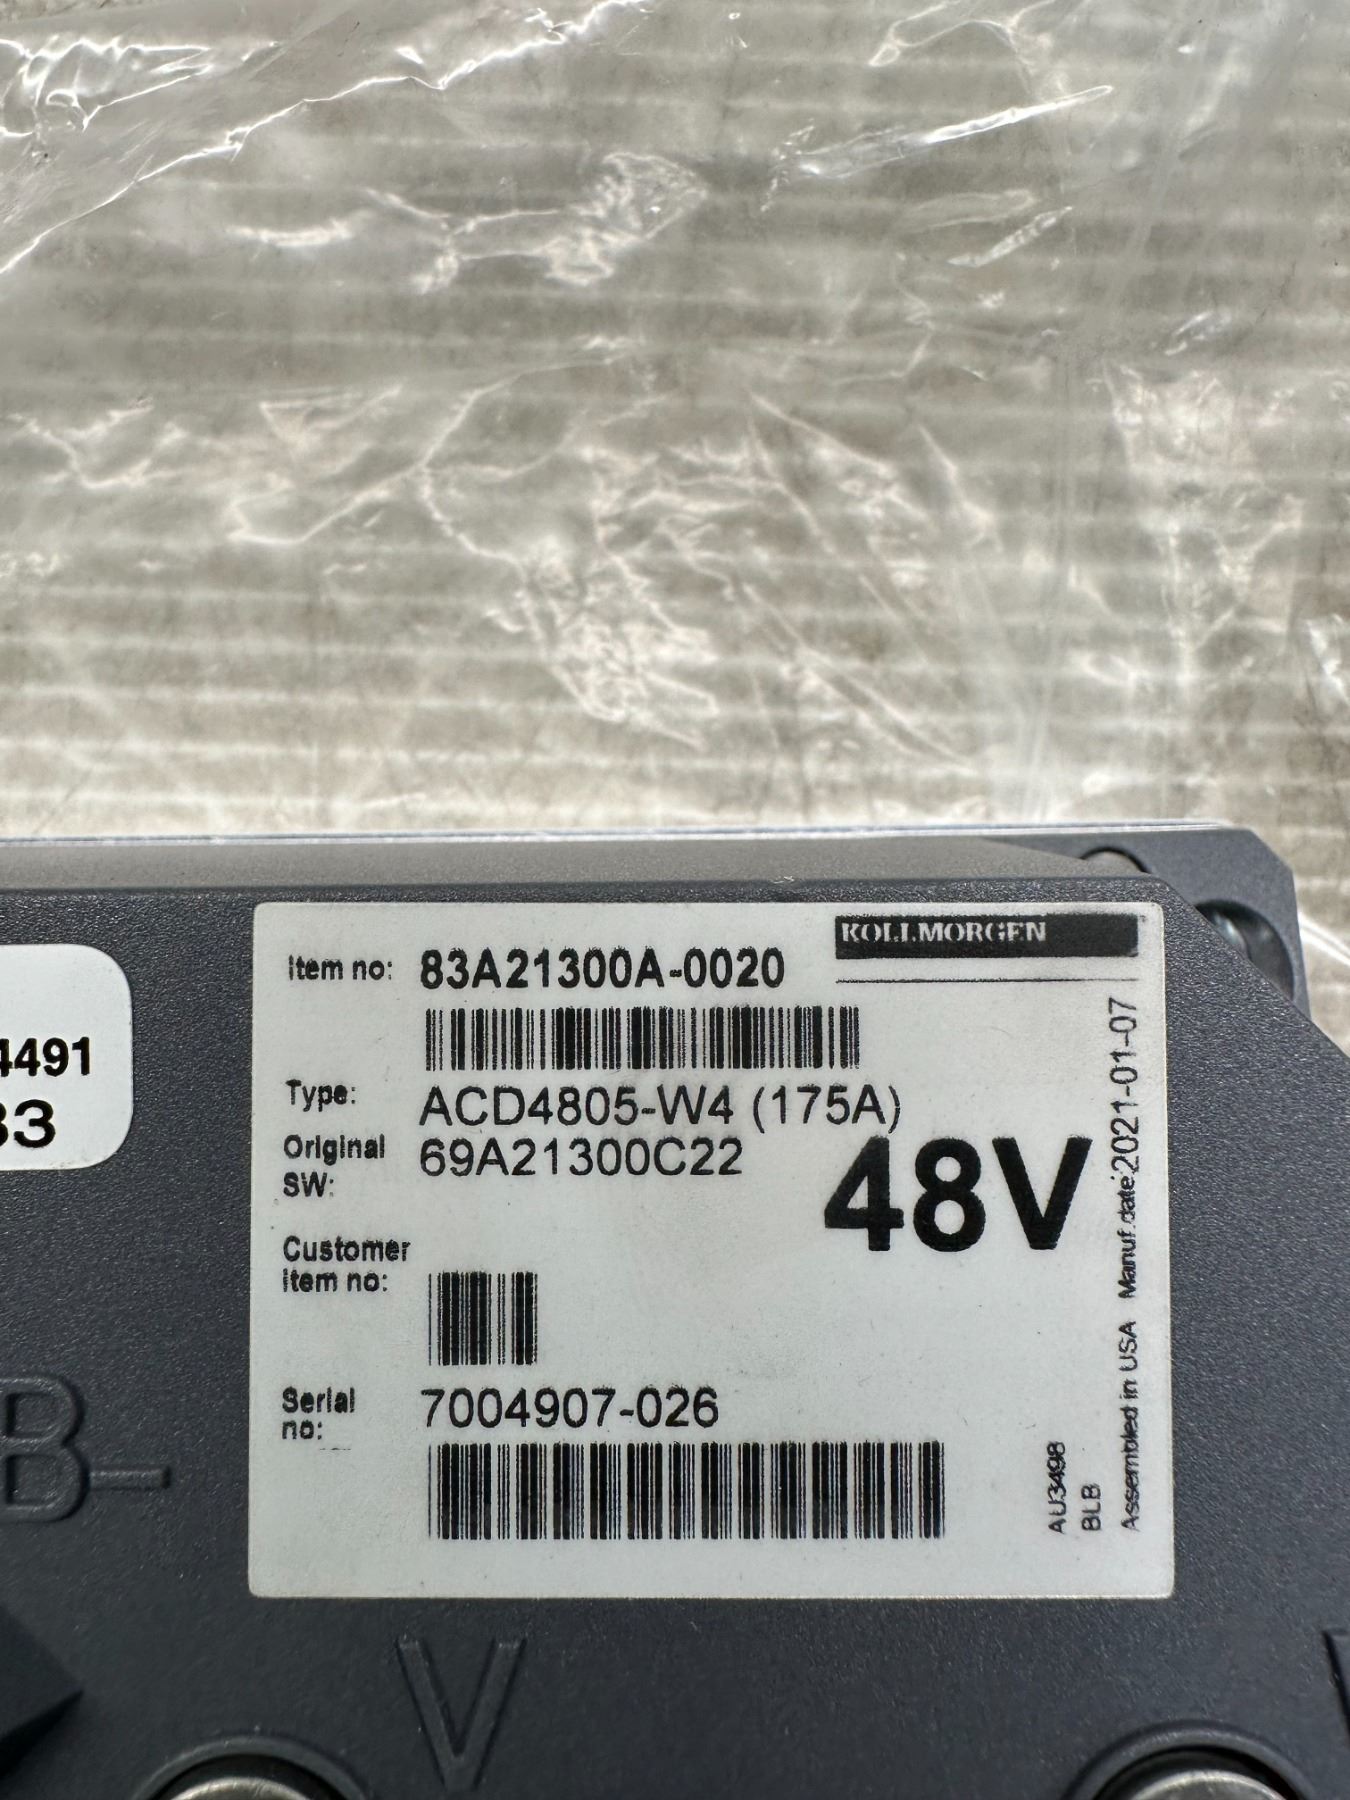 KOLLMORGEN
Item no: 83A21300A-0020
Type: ACD4805-W4 (175A)
Original SW: 69A21300C22
48V
Customer item no:
Serial no: 7004907-026
AU3498
BLB
Assembled in USA Manuf.date:2021-01-07
4491
33
B-
V